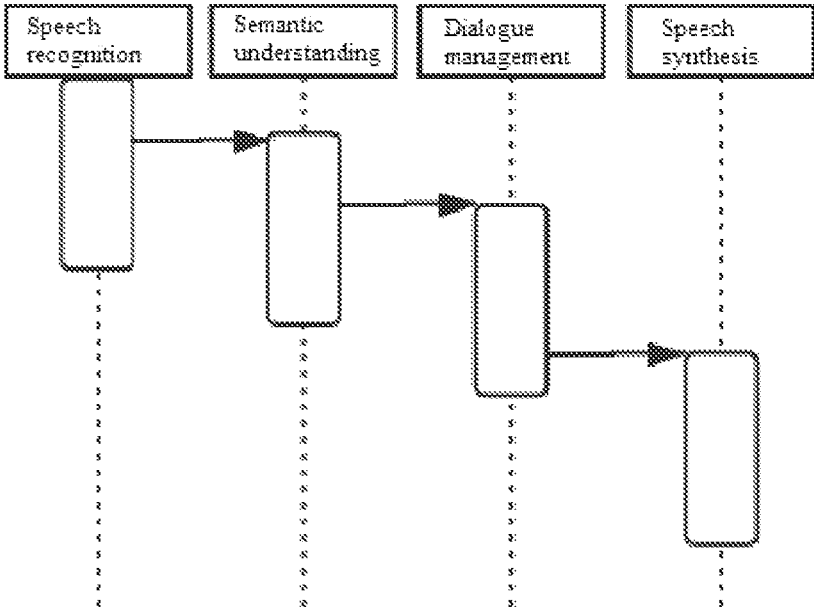 Speech
recognition
Semantic
understanding
Dialogue
management
Speech
synthesis